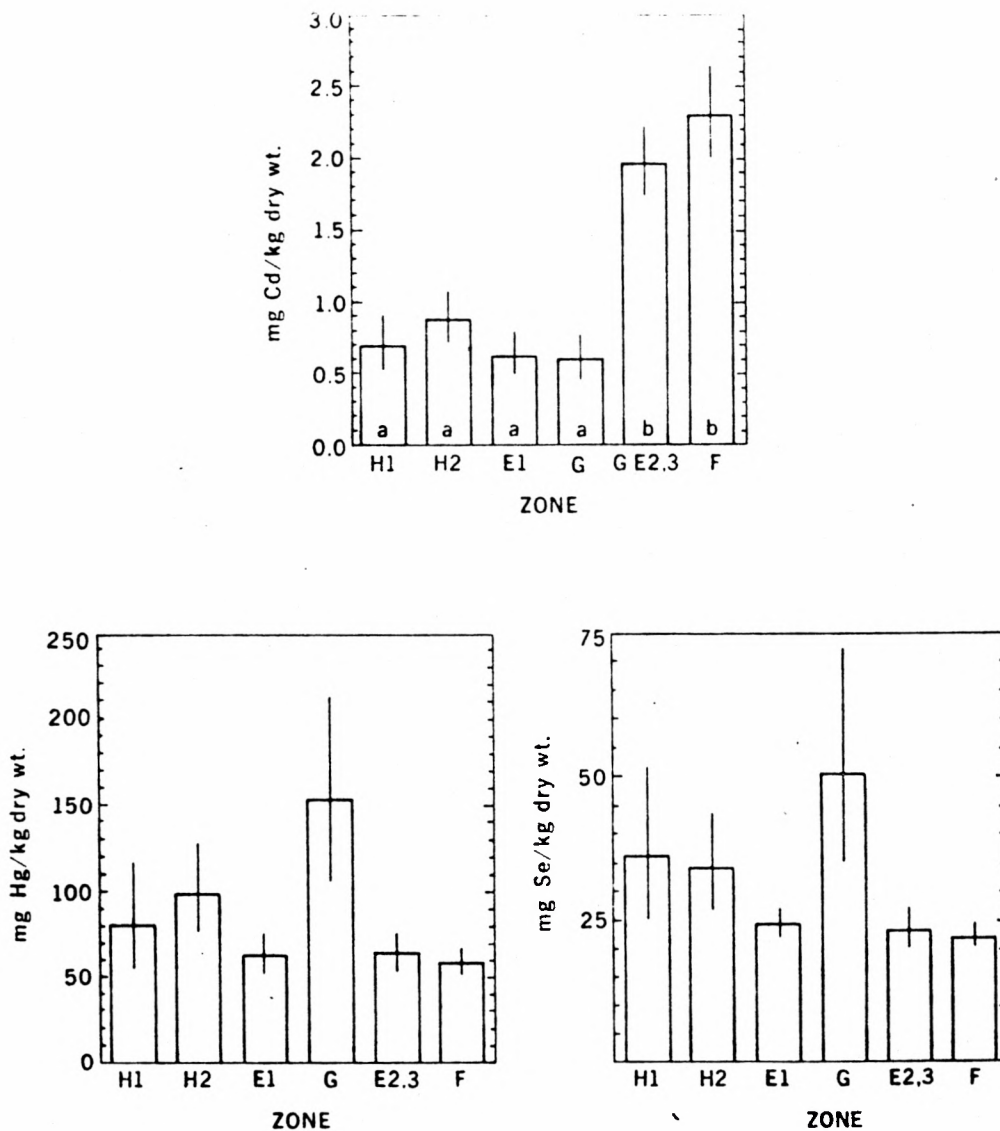 mg Cd/kg dry wt.
3.0
2.5
2.0
1.5
1.0
0.5
0.0
a a a a b b
H1 H2 E1 G G E2,3 F
ZONE
mg Hg/kg dry wt.
250
200
150
100
50
0
H1 H2 E1 G E2,3 F
ZONE
mg Se/kg dry wt.
75
50
25
H1 H2 E1 G E2,3 F
ZONE